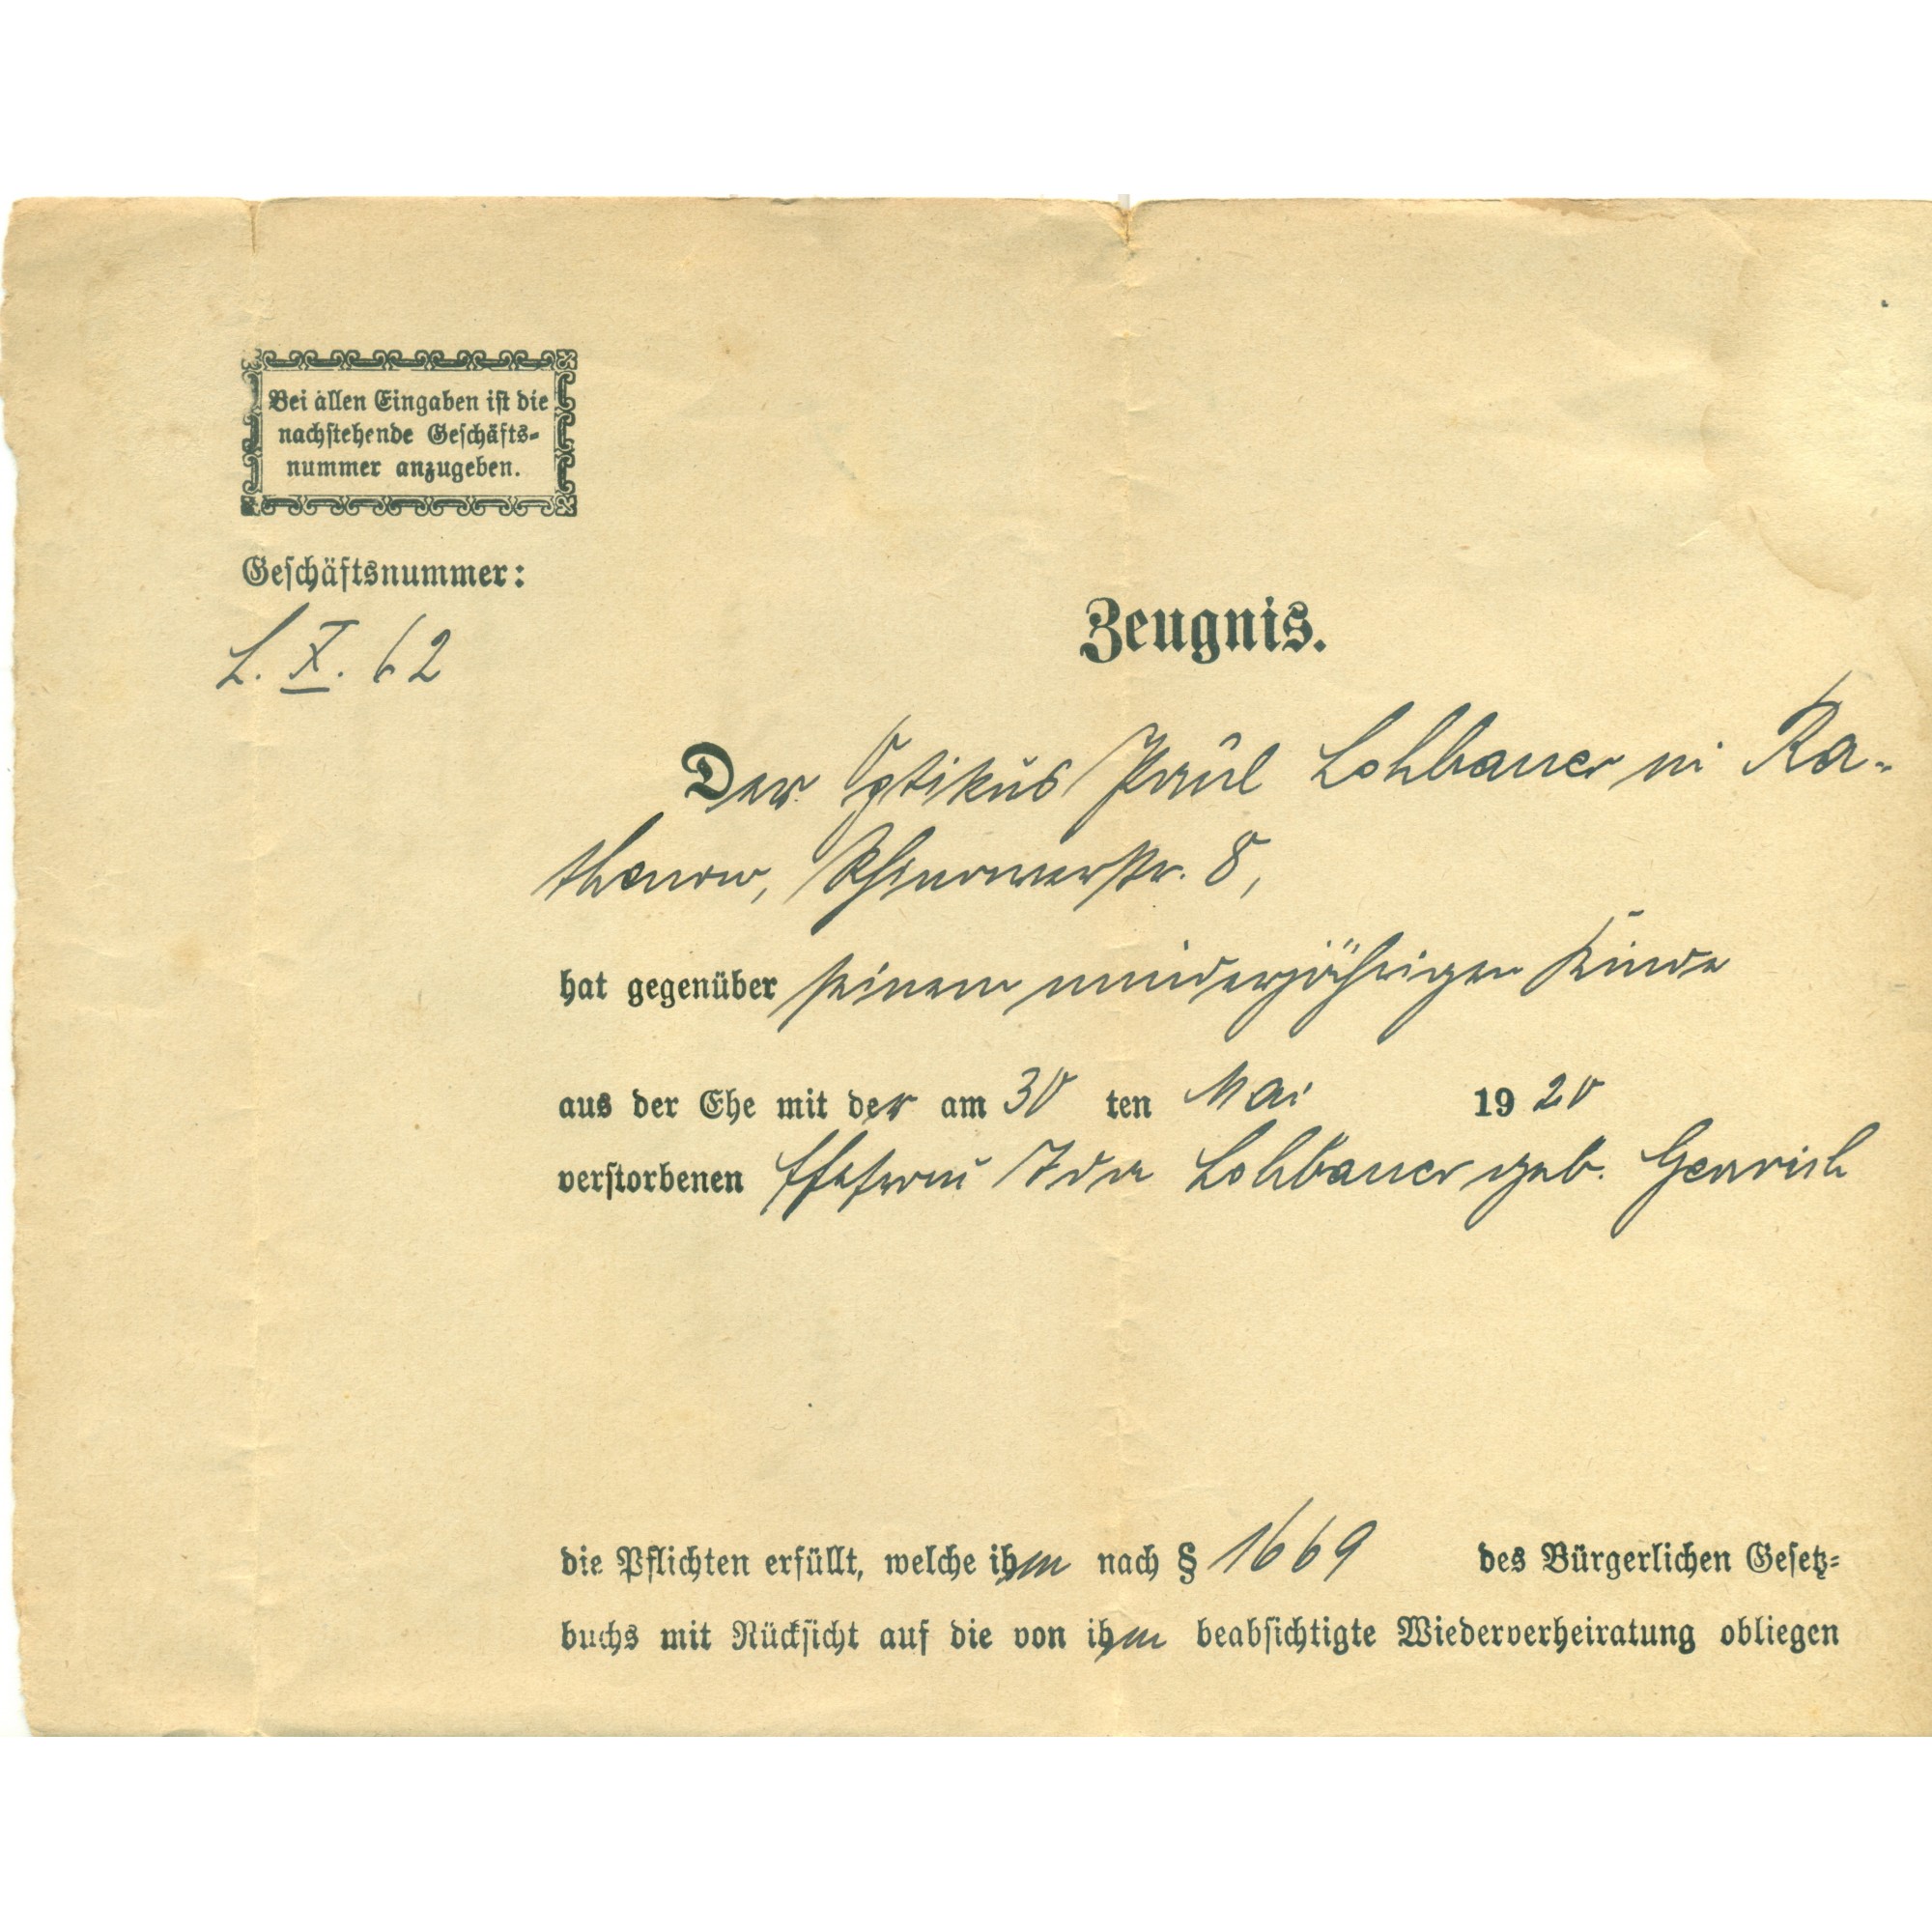 Bei allen Eingaben ist die
nachstehende Geschäfts-
nummer anzugeben.
Geschäftsnummer:
L. X. 62
Zeugnis.
Der Optikus Paul Lohbauer in Ra-
thenow, Rhinowerstr. 8,
hat gegenüber seinem minderjährigen Kinde
aus der Ehe mit der am 30 ten Mai 1920
verstorbenen Ehefrau Ida Lohbauer geb. Genrich
die Pflichten erfüllt, welche ihm nach § 1669 des Bürgerlichen Gesetz-
buchs mit Rücksicht auf die von ihm beabsichtigte Wiederverheiratung obliegen